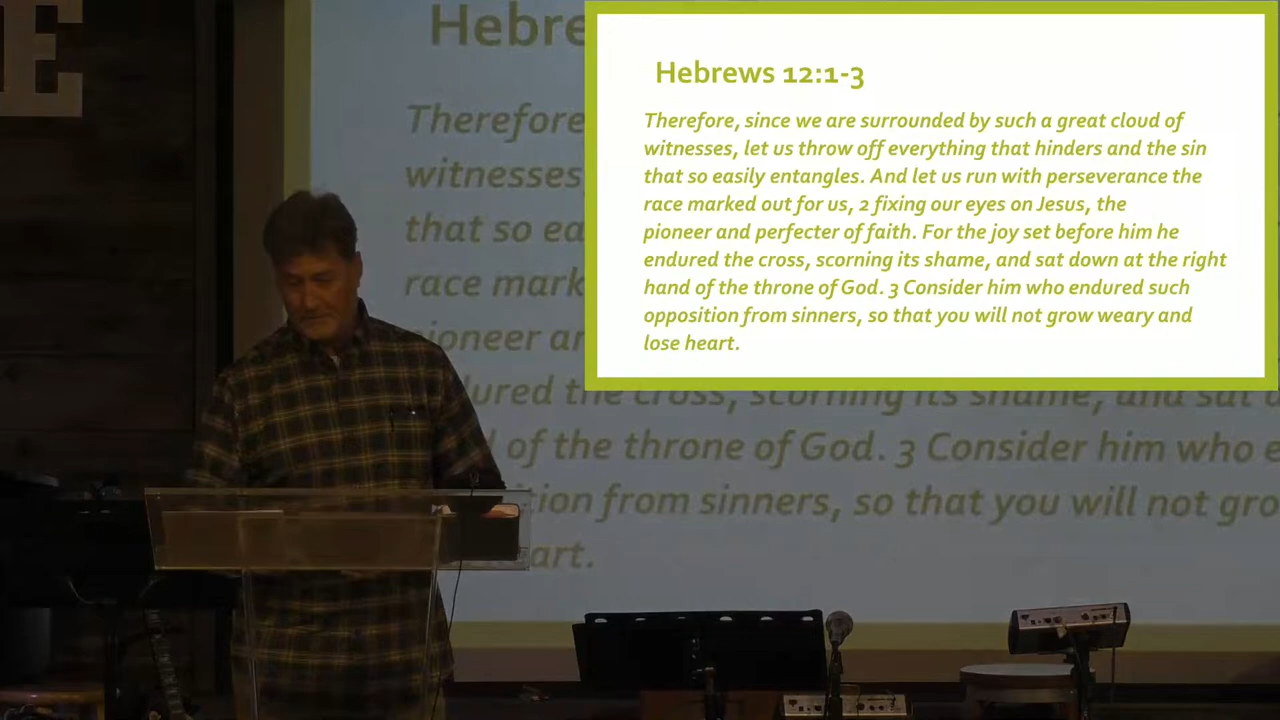 E
Hebre
Therefore
witnesses
that so ea
race mark
ioneer an
dured the cross, scorning its shame, and sat
of the throne of God. 3 Consider him who e
tion from sinners, so that you will not gro
art.
Hebrews 12:1-3
Therefore, since we are surrounded by such a great cloud of
witnesses, let us throw off everything that hinders and the sin
that so easily entangles. And let us run with perseverance the
race marked out for us, 2 fixing our eyes on Jesus, the
pioneer and perfecter of faith. For the joy set before him he
endured the cross, scorning its shame, and sat down at the right
hand of the throne of God. 3 Consider him who endured such
opposition from sinners, so that you will not grow weary and
lose heart.